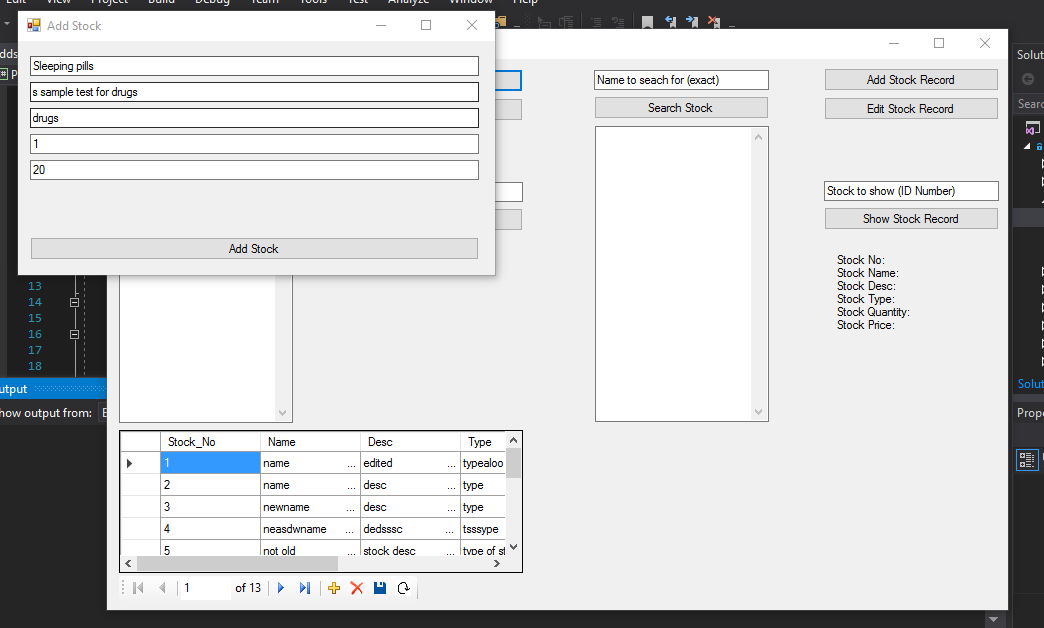 Edit View Project Build Debug Team Tools Test Analyze Window Help
Add Stock
Sleeping pills
s sample test for drugs
drugs
1
20
Add Stock
Name to seach for (exact)
Search Stock
Add Stock Record
Edit Stock Record
Stock to show (ID Number)
Show Stock Record
Stock No:
Stock Name:
Stock Desc:
Stock Type:
Stock Quantity:
Stock Price:
13
14
15
16
17
18
utput
how output from:
Stock_No Name Desc Type
1 name ... edited ... typealoo
2 name ... desc ... type
3 newname ... desc ... type
4 neasdwname ... dedsssc ... tsssype
5 not old ... stock desc ... type of st
1 of 13
Solut
Searc
Solut
Prope